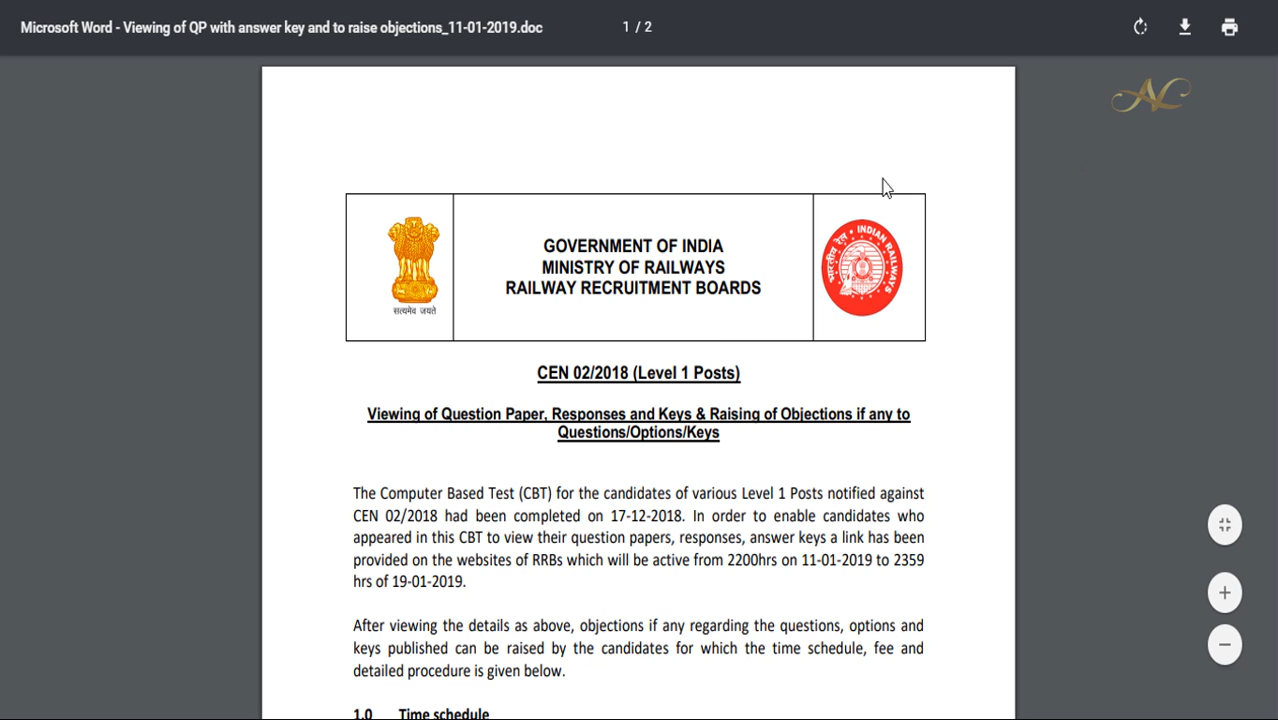 Microsoft Word - Viewing of QP with answer key and to raise objections_11-01-2019.doc
1 / 2
AC
GOVERNMENT OF INDIA
MINISTRY OF RAILWAYS
RAILWAY RECRUITMENT BOARDS
सत्यमेव जयते
भारतीय रेल • INDIAN RAILWAYS
CEN 02/2018 (Level 1 Posts)
Viewing of Question Paper, Responses and Keys & Raising of Objections if any to
Questions/Options/Keys
The Computer Based Test (CBT) for the candidates of various Level 1 Posts notified against
CEN 02/2018 had been completed on 17-12-2018. In order to enable candidates who
appeared in this CBT to view their question papers, responses, answer keys a link has been
provided on the websites of RRBs which will be active from 2200hrs on 11-01-2019 to 2359
hrs of 19-01-2019.
After viewing the details as above, objections if any regarding the questions, options and
keys published can be raised by the candidates for which the time schedule, fee and
detailed procedure is given below.
1.0 Time schedule